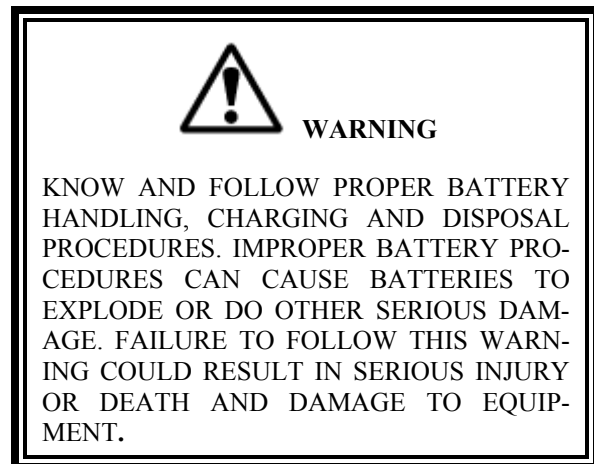 WARNING
KNOW AND FOLLOW PROPER BATTERY
HANDLING, CHARGING AND DISPOSAL
PROCEDURES. IMPROPER BATTERY PRO-
CEDURES CAN CAUSE BATTERIES TO
EXPLODE OR DO OTHER SERIOUS DAM-
AGE. FAILURE TO FOLLOW THIS WARN-
ING COULD RESULT IN SERIOUS INJURY
OR DEATH AND DAMAGE TO EQUIP-
MENT.